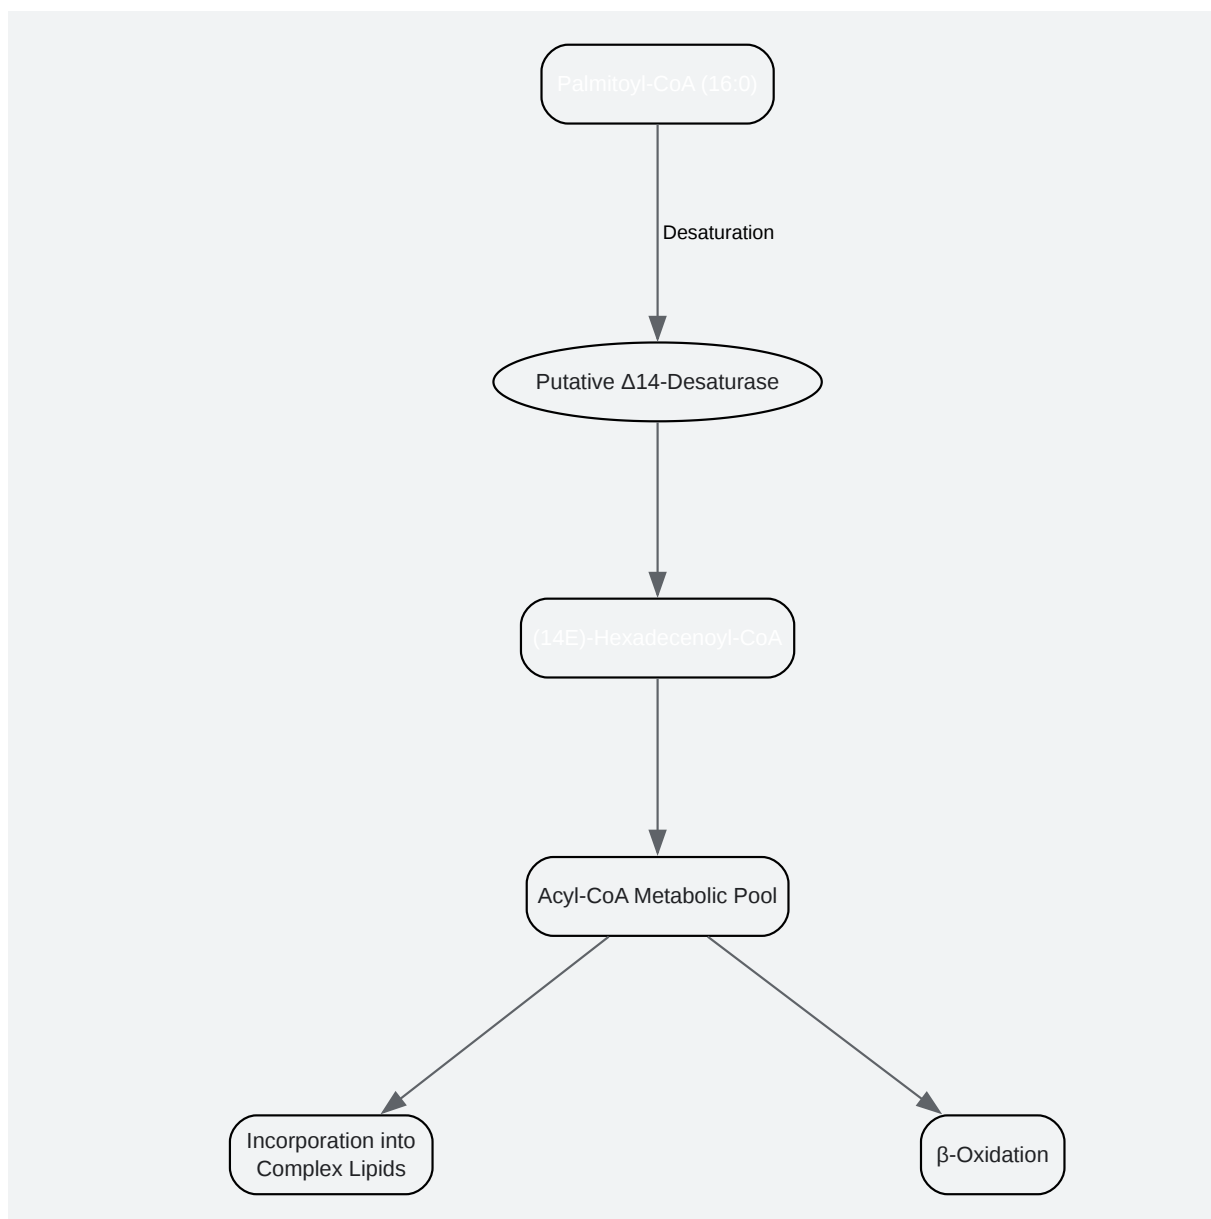 Palmitoyl-CoA (16:0)
Desaturation
Putative Δ14-Desaturase
(14E)-Hexadecenoyl-CoA
Acyl-CoA Metabolic Pool
Incorporation into
Complex Lipids
β-Oxidation